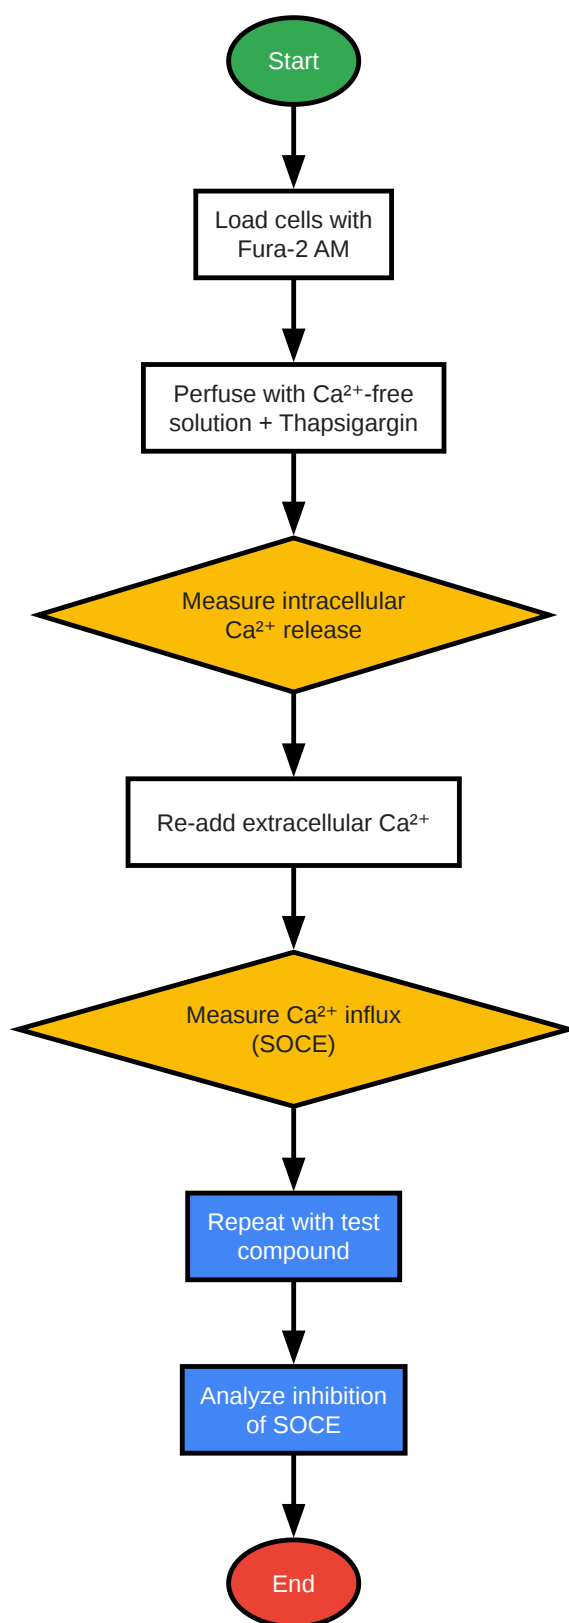 Start
Load cells with
Fura-2 AM
Perfuse with Ca²⁺-free
solution + Thapsigargin
Measure intracellular
Ca²⁺ release
Re-add extracellular Ca²⁺
Measure Ca²⁺ influx
(SOCE)
Repeat with test
compound
Analyze inhibition
of SOCE
End